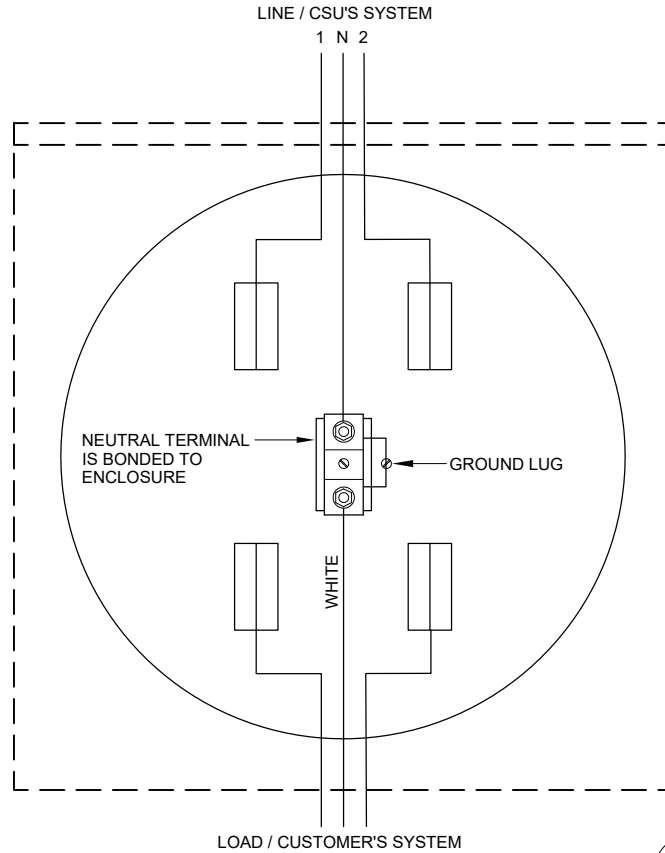 LINE / CSU'S SYSTEM
1 N 2
NEUTRAL TERMINAL
IS BONDED TO
ENCLOSURE
GROUND LUG
WHITE
LOAD / CUSTOMER'S SYSTEM